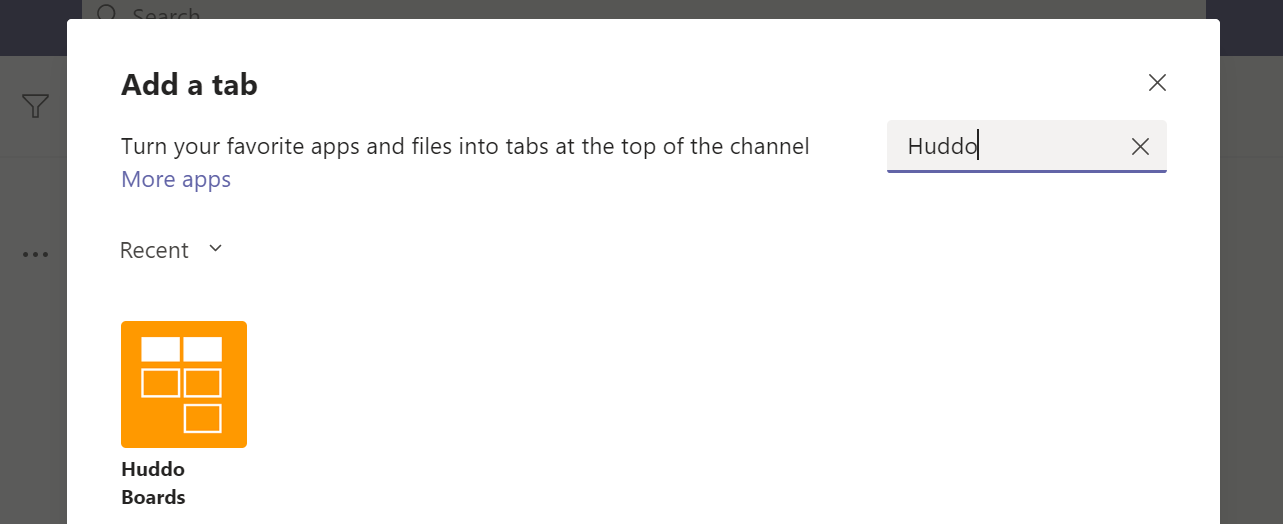 Search
Add a tab
Turn your favorite apps and files into tabs at the top of the channel
Huddo
More apps
Recent
Huddo
Boards